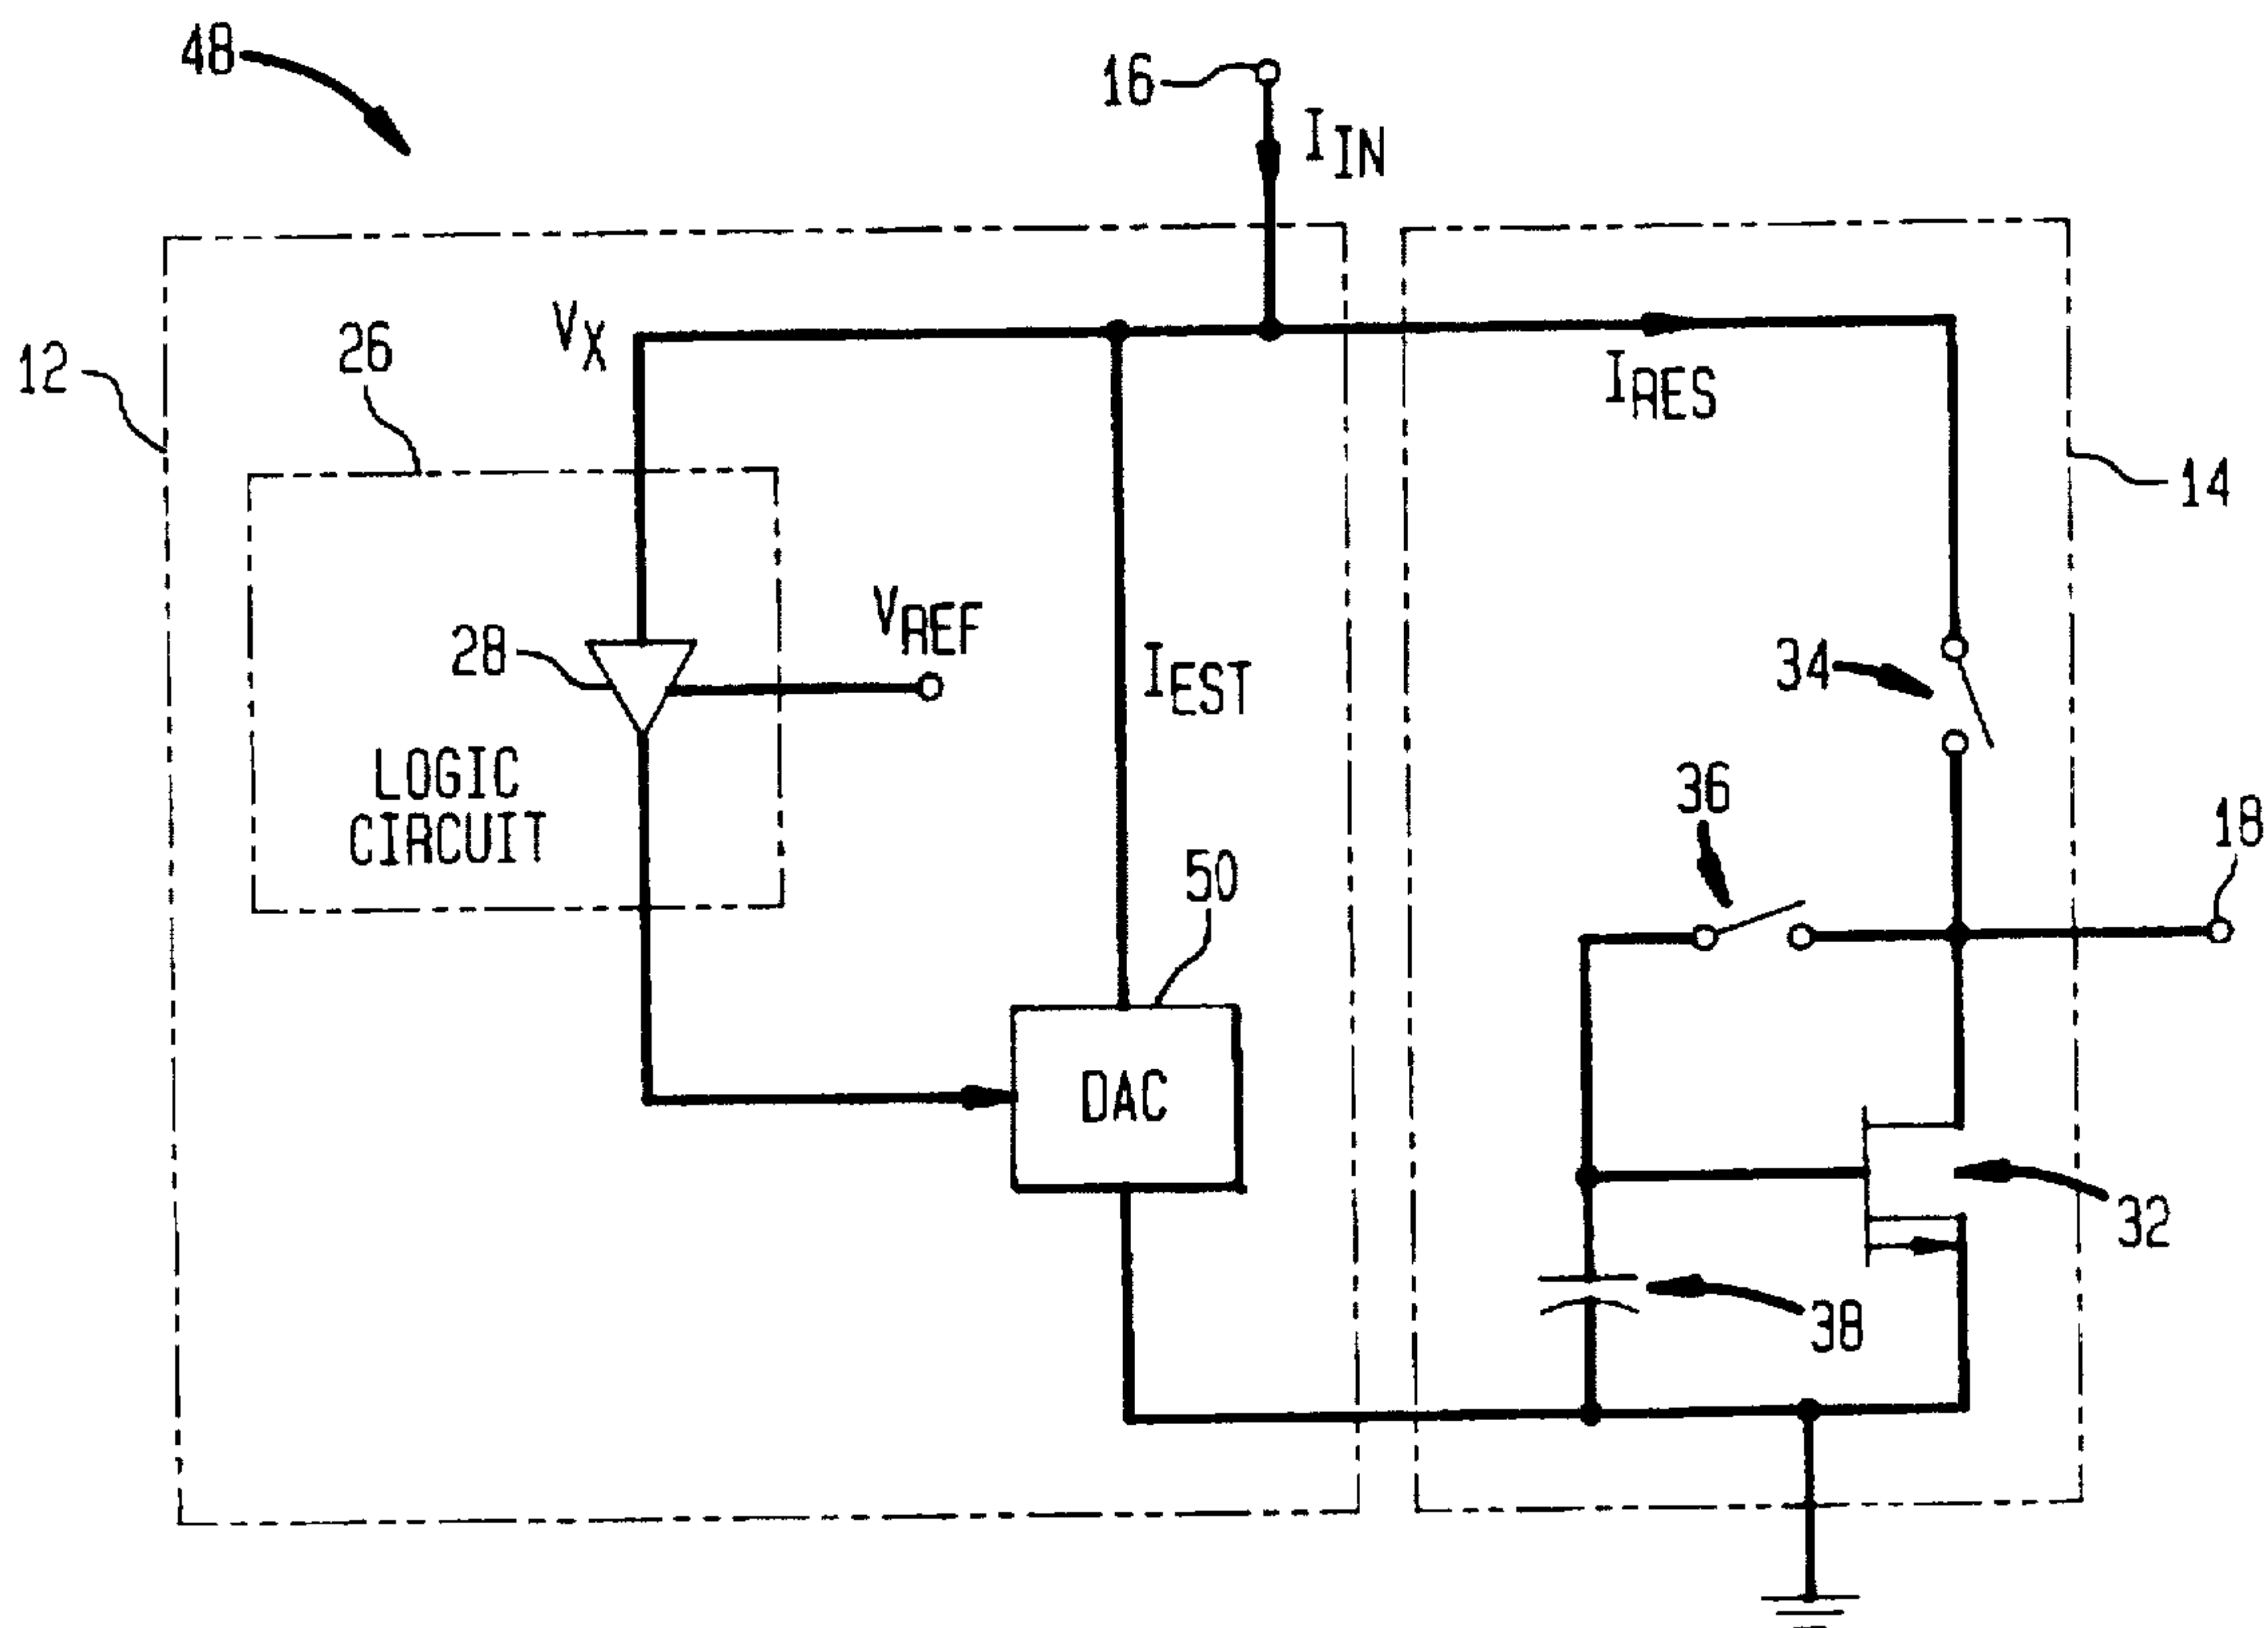 48
16
I_IN
12
26
V_X
I_RES
14
28
V_REF
I_EST
34
LOGIC
CIRCUIT
36
18
50
DAC
32
38